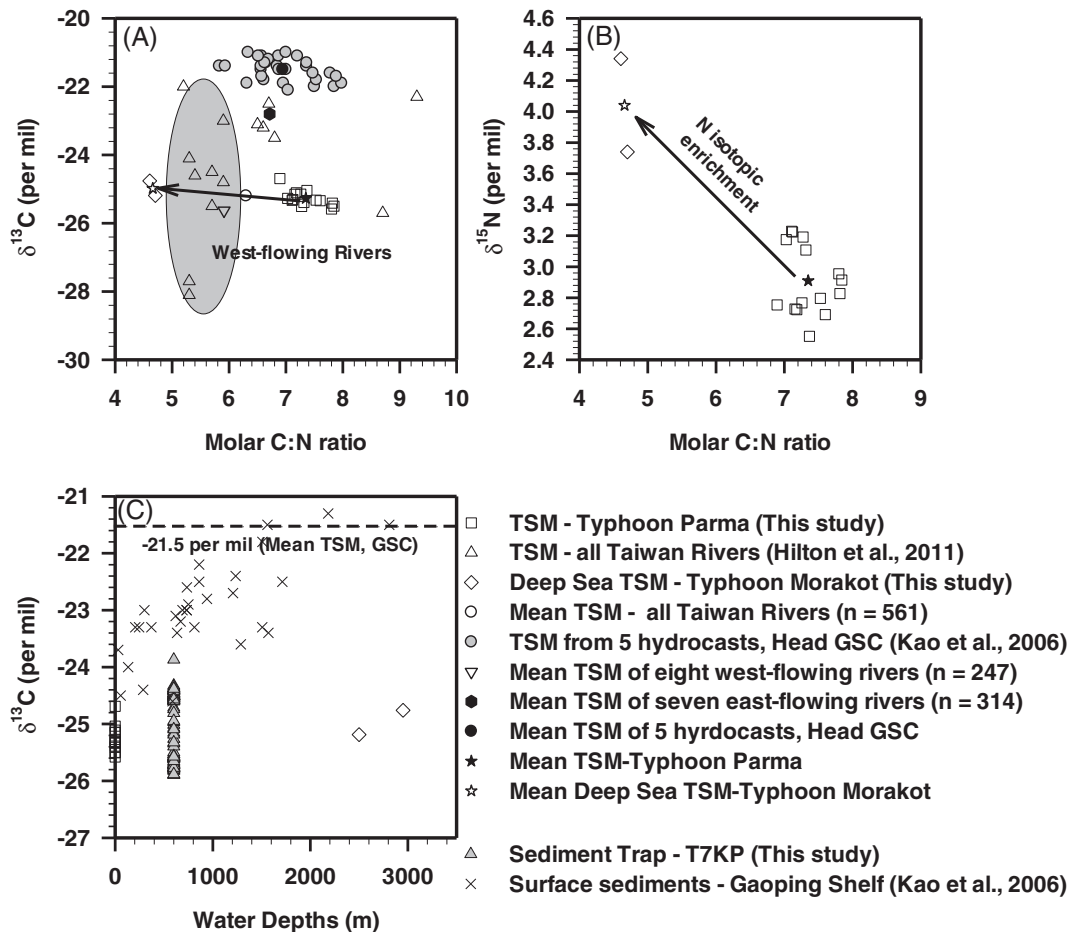 (A)
-20
-22
-24
-26
-28
-30
δ13C (per mil)
West-flowing Rivers
4 5 6 7 8 9 10
Molar C:N ratio
(B)
4.6
4.4
4.2
4.0
3.8
3.6
3.4
3.2
3.0
2.8
2.6
2.4
δ15N (per mil)
N isotopic
enrichment
4 5 6 7 8 9
Molar C:N ratio
(C)
-21
-22
-23
-24
-25
-26
-27
δ13C (per mil)
-21.5 per mil (Mean TSM, GSC)
0 1000 2000 3000
Water Depths (m)
TSM - Typhoon Parma (This study)
TSM - all Taiwan Rivers (Hilton et al., 2011)
Deep Sea TSM - Typhoon Morakot (This study)
Mean TSM - all Taiwan Rivers (n = 561)
TSM from 5 hydrocasts, Head GSC (Kao et al., 2006)
Mean TSM of eight west-flowing rivers (n = 247)
Mean TSM of seven east-flowing rivers (n = 314)
Mean TSM of 5 hyrdocasts, Head GSC
Mean TSM-Typhoon Parma
Mean Deep Sea TSM-Typhoon Morakot
Sediment Trap - T7KP (This study)
Surface sediments - Gaoping Shelf (Kao et al., 2006)